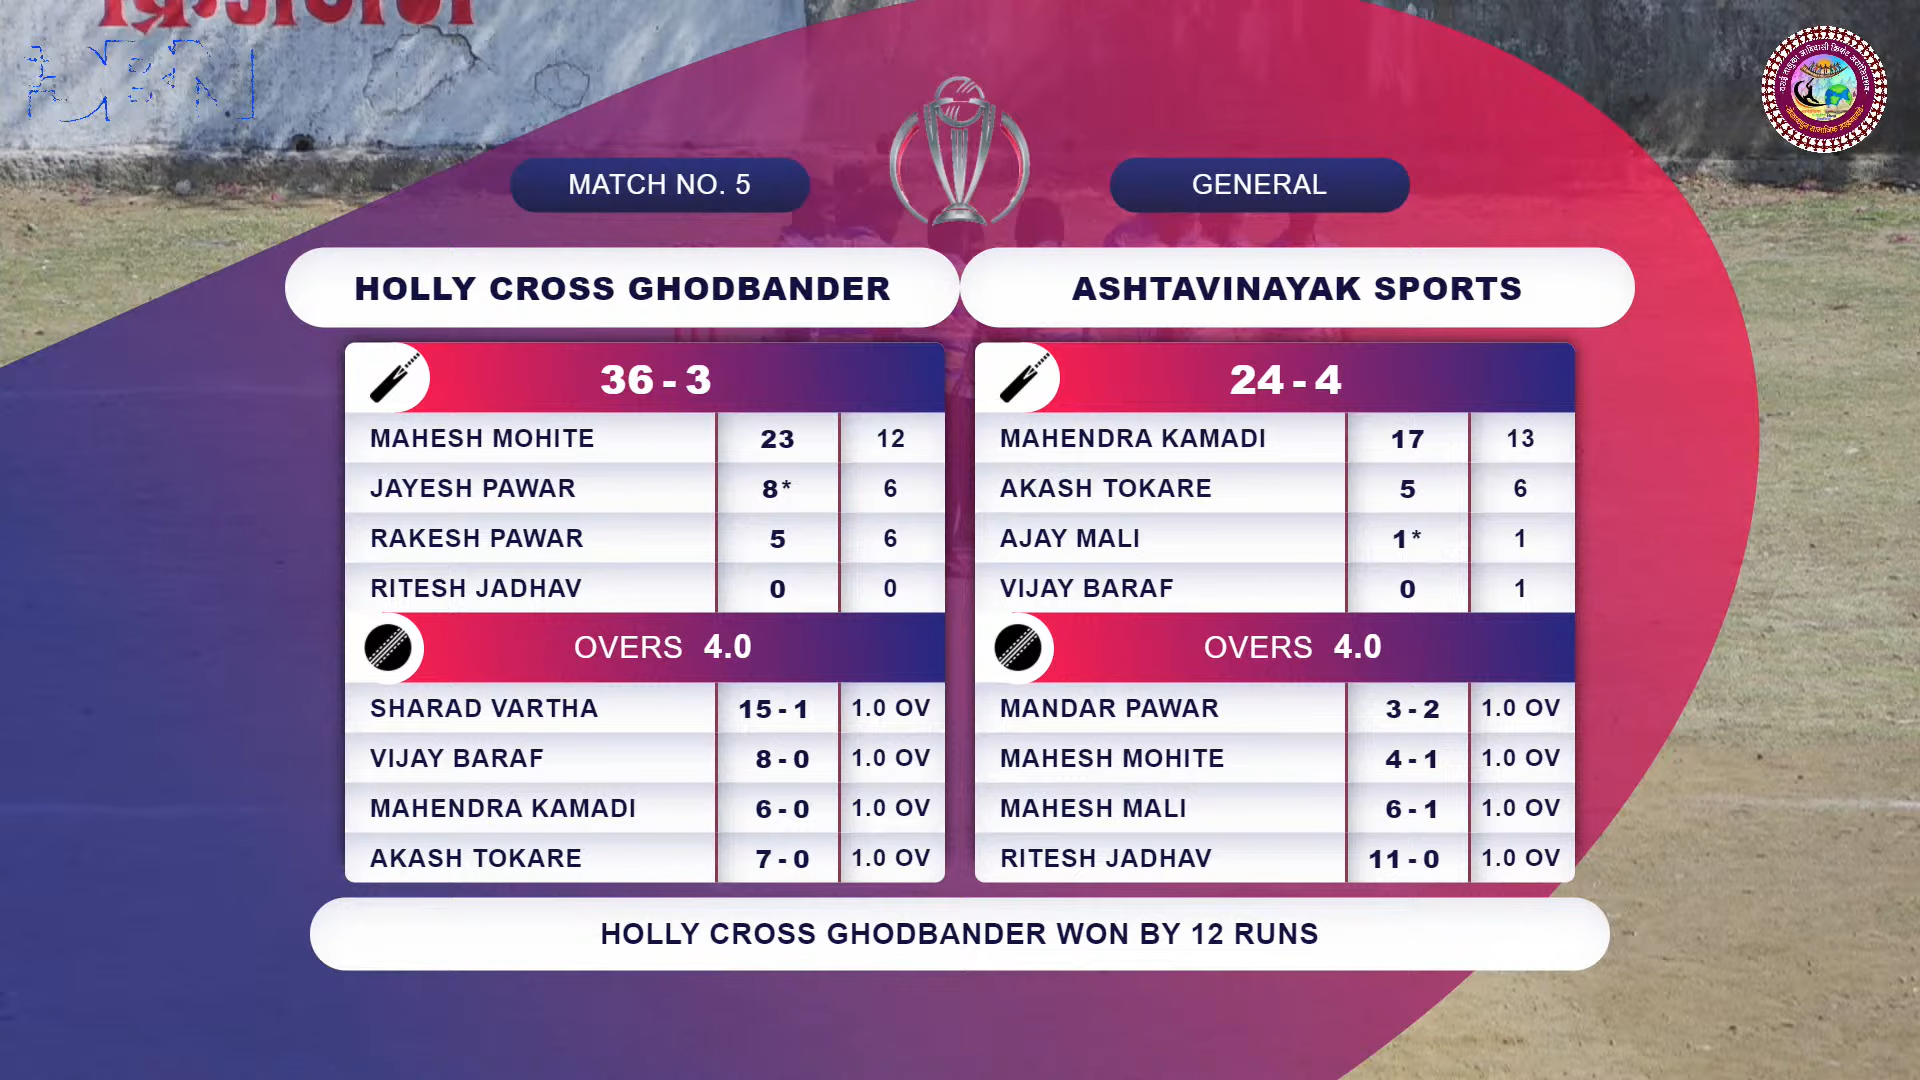 MATCH NO. 5
GENERAL
HOLLY CROSS GHODBANDER
ASHTAVINAYAK SPORTS
36 - 3
MAHESH MOHITE 23 12
JAYESH PAWAR 8* 6
RAKESH PAWAR 5 6
RITESH JADHAV 0 0
OVERS 4.0
SHARAD VARTHA 15 - 1 1.0 OV
VIJAY BARAF 8 - 0 1.0 OV
MAHENDRA KAMADI 6 - 0 1.0 OV
AKASH TOKARE 7 - 0 1.0 OV
24 - 4
MAHENDRA KAMADI 17 13
AKASH TOKARE 5 6
AJAY MALI 1* 1
VIJAY BARAF 0 1
OVERS 4.0
MANDAR PAWAR 3 - 2 1.0 OV
MAHESH MOHITE 4 - 1 1.0 OV
MAHESH MALI 6 - 1 1.0 OV
RITESH JADHAV 11 - 0 1.0 OV
HOLLY CROSS GHODBANDER WON BY 12 RUNS